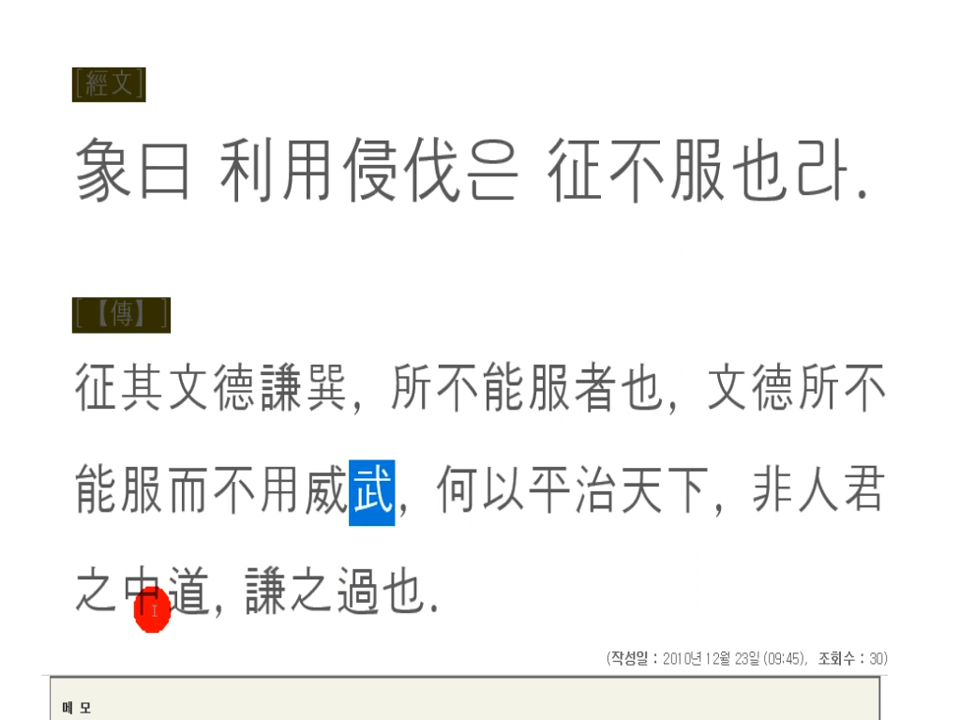 [經文]
象曰 利用侵伐은 征不服也라.
[【傳】]
征其文德謙巽, 所不能服者也, 文德所不
能服而不用威武, 何以平治天下, 非人君
之中道, 謙之過也.
(작성일 : 2010년 12월 23일 (09:45), 조회수 : 30)
메 모